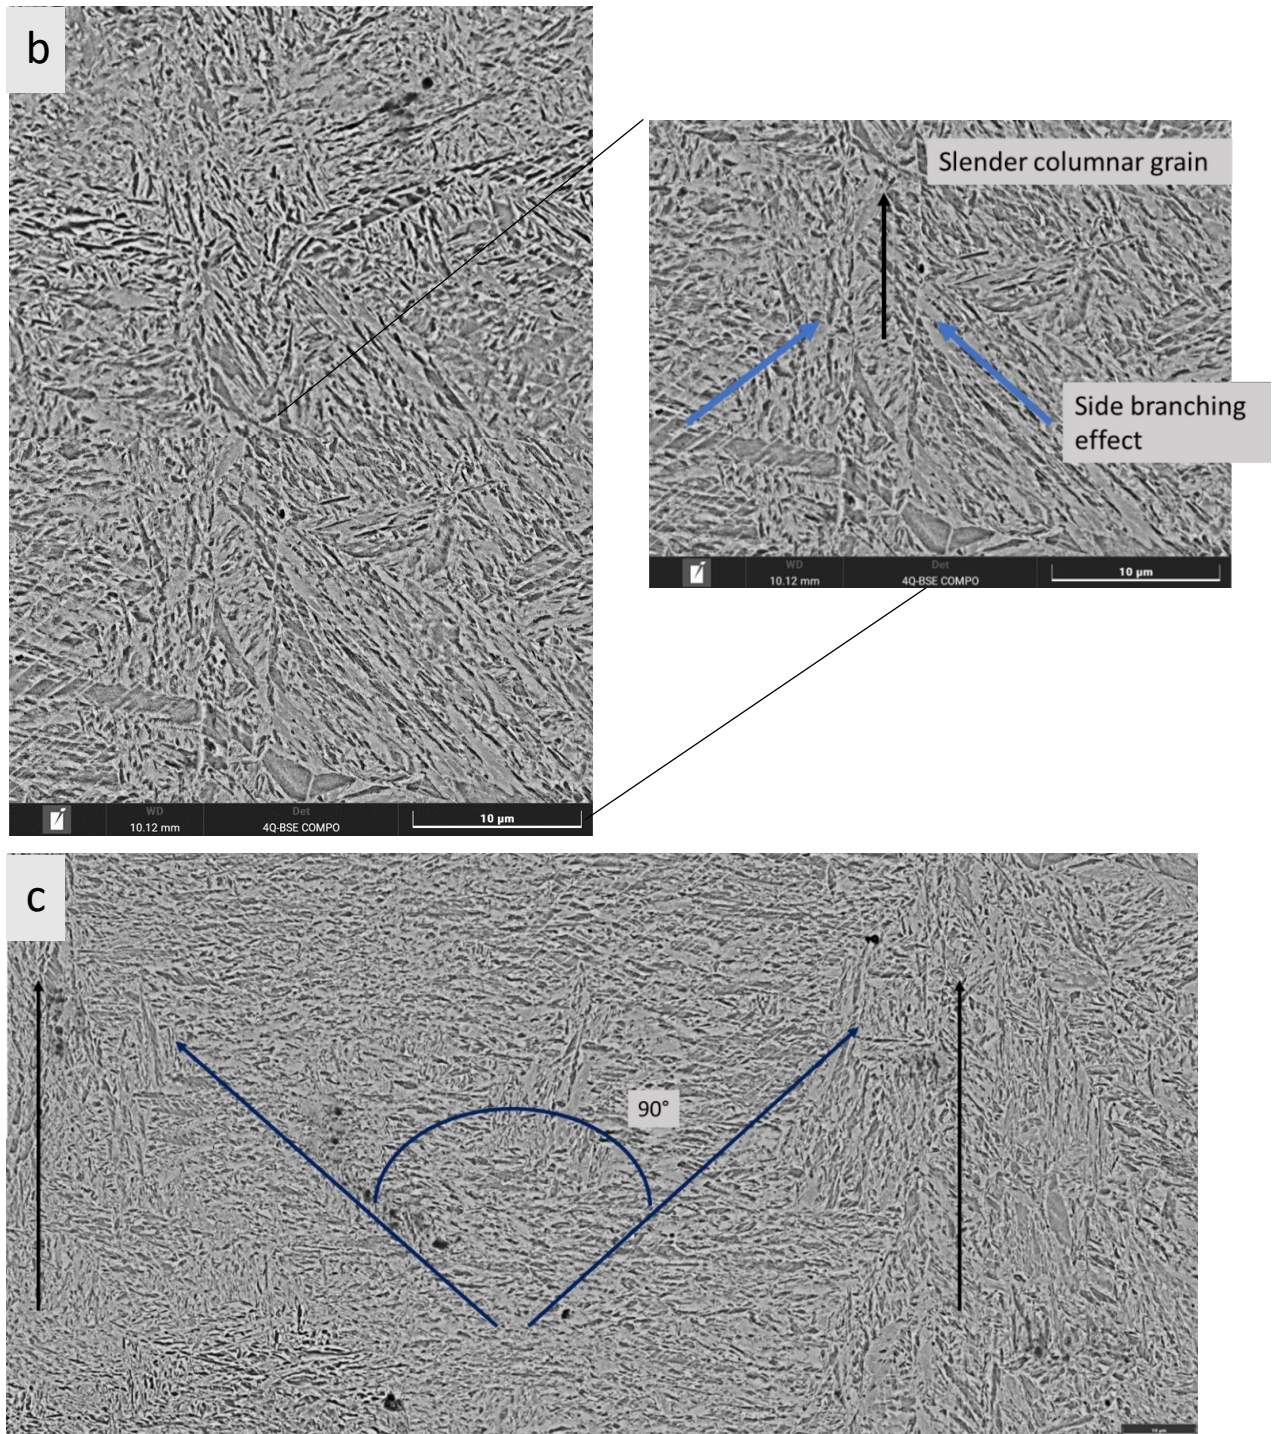 b
Slender columnar grain
Side branching
effect
WD
Det
10.12 mm
4Q-BSE COMPO
10 µm
WD
Det
10.12 mm
4Q-BSE COMPO
10 µm
c
90°